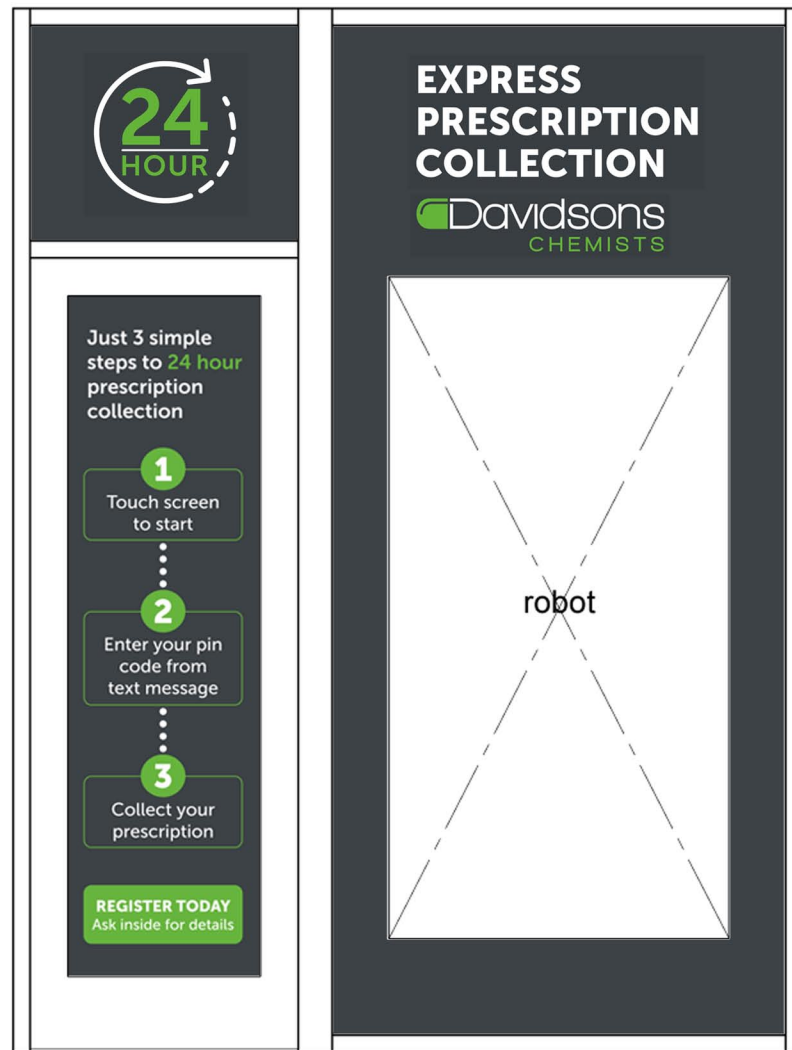 24
HOUR
EXPRESS
PRESCRIPTION
COLLECTION
Davidsons
CHEMISTS
Just 3 simple
steps to 24 hour
prescription
collection
1
Touch screen
to start
2
Enter your pin
code from
text message
3
Collect your
prescription
REGISTER TODAY
Ask inside for details
robot